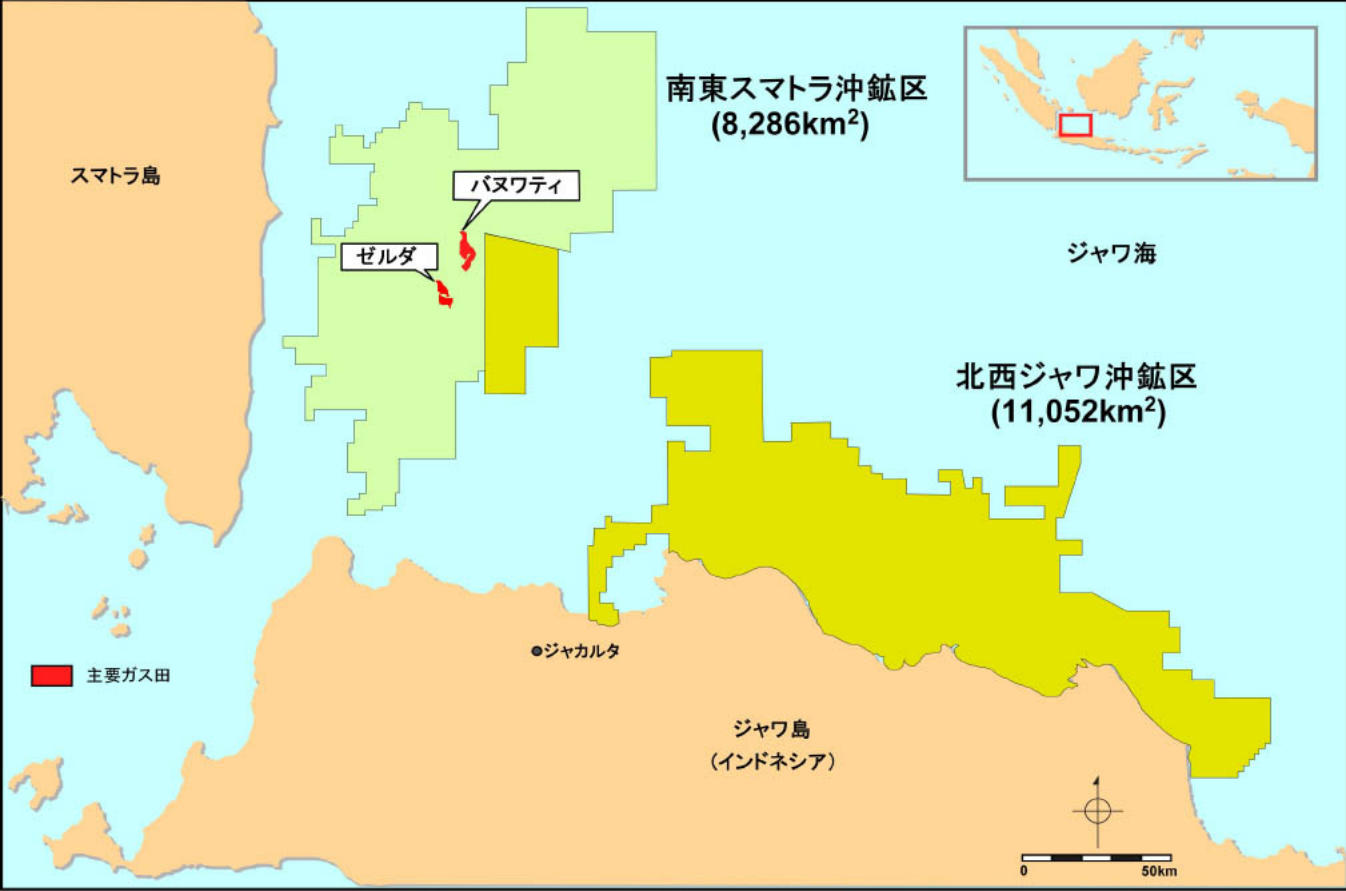 南東スマトラ沖鉱区
(8,286km²)
スマトラ島
バヌワティ
ゼルダ
ジャワ海
北西ジャワ沖鉱区
(11,052km²)
ジャカルタ
主要ガス田
ジャワ島
(インドネシア)
0 50km